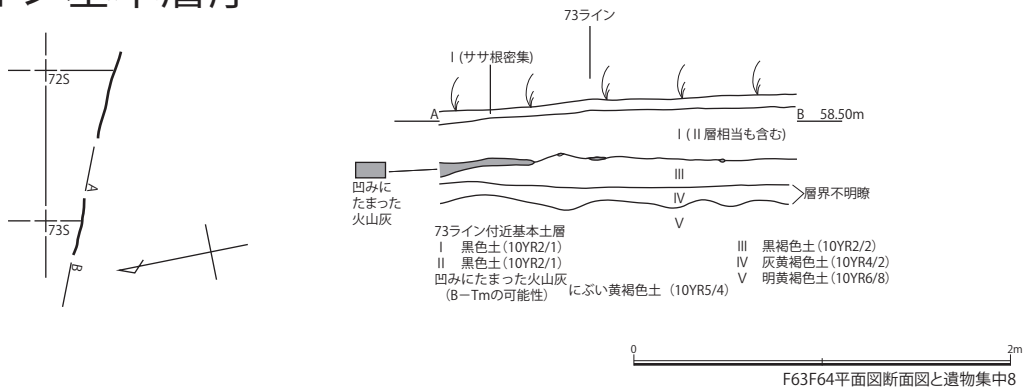 基本層序
73ライン
I (ササ根密集)
72S
A
B 58.50m
I (II層相当も含む)
III
凹みに
たまった
火山灰
IV
層界不明瞭
V
A
73S
B
73ライン付近基本土層
I 黒色土(10YR2/1)
II 黒色土(10YR2/1)
凹みにたまった火山灰
(B−Tmの可能性)
にぶい黄褐色土 (10YR5/4)
III 黒褐色土(10YR2/2)
IV 灰黄褐色土(10YR4/2)
V 明黄褐色土(10YR6/8)
0
2m
F63F64平面図断面図と遺物集中8